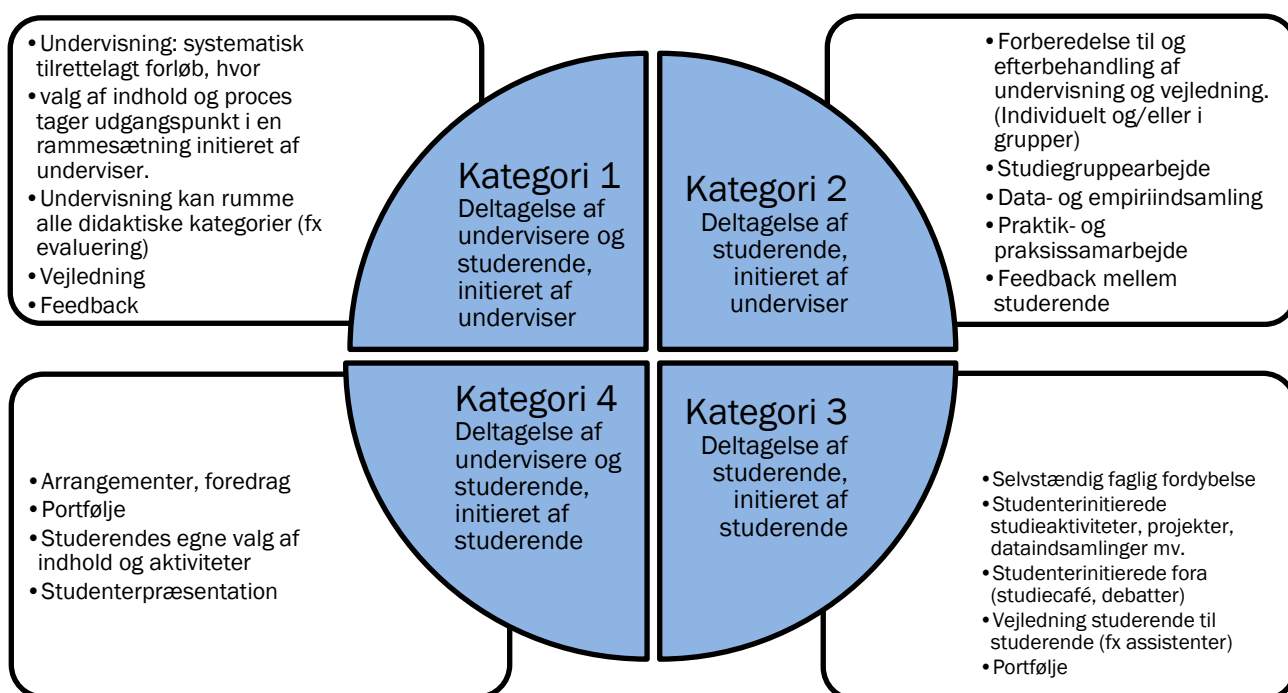 •Undervisning: systematisk
tilrettelagt forløb, hvor
•valg af indhold og proces
tager udgangspunkt i en
rammesætning initieret af
underviser.
•Undervisning kan rumme
alle didaktiske kategorier (fx
evaluering)
•Vejledning
•Feedback
Kategori 1
Deltagelse af
undervisere og
studerende,
initieret af
underviser
Kategori 2
Deltagelse af
studerende,
initieret af
underviser
•Forberedelse til og
efterbehandling af
undervisning og vejledning.
(Individuelt og/eller i
grupper)
•Studiegruppearbejde
•Data- og empiriindsamling
•Praktik- og
praksissamarbejde
•Feedback mellem
studerende
•Arrangementer, foredrag
•Portfølje
•Studerendes egne valg af
indhold og aktiviteter
•Studenterpræsentation
Kategori 4
Deltagelse af
undervisere og
studerende,
initieret af
studerende
Kategori 3
Deltagelse af
studerende,
initieret af
studerende
•Selvstændig faglig fordybelse
•Studenterinitierede
studieaktiviteter, projekter,
dataindsamlinger mv.
•Studenterinitierede fora
(studiecafé, debatter)
•Vejledning studerende til
studerende (fx assistenter)
•Portfølje